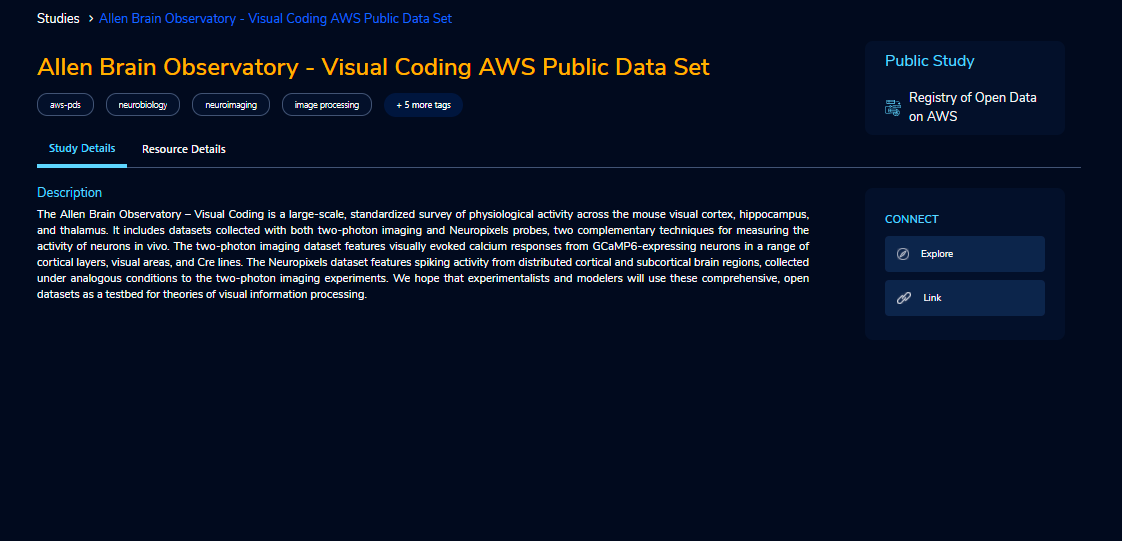 Studies > Allen Brain Observatory - Visual Coding AWS Public Data Set
Allen Brain Observatory - Visual Coding AWS Public Data Set
aws-pds neurobiology neuroimaging image processing + 5 more tags
Public Study
Registry of Open Data
on AWS
Study Details Resource Details
Description
The Allen Brain Observatory – Visual Coding is a large-scale, standardized survey of physiological activity across the mouse visual cortex, hippocampus,
and thalamus. It includes datasets collected with both two-photon imaging and Neuropixels probes, two complementary techniques for measuring the
activity of neurons in vivo. The two-photon imaging dataset features visually evoked calcium responses from GCaMP6-expressing neurons in a range of
cortical layers, visual areas, and Cre lines. The Neuropixels dataset features spiking activity from distributed cortical and subcortical brain regions, collected
under analogous conditions to the two-photon imaging experiments. We hope that experimentalists and modelers will use these comprehensive, open
datasets as a testbed for theories of visual information processing.
CONNECT
Explore
Link